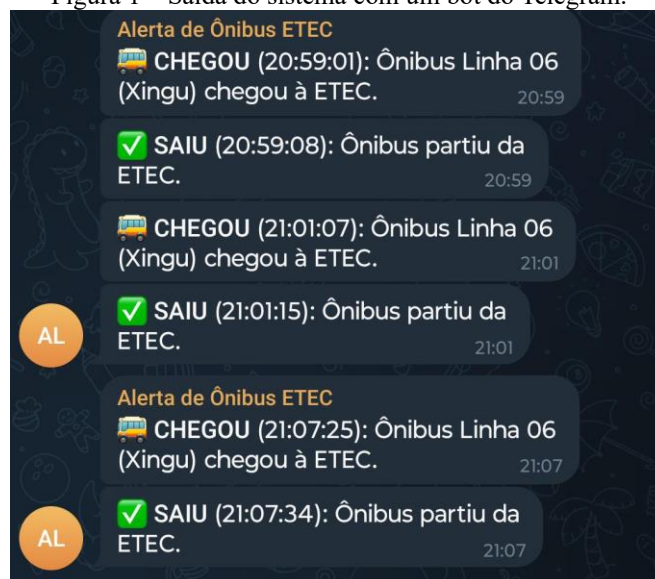 Figura 1 – Saída do sistema com um bot do Telegram.
Alerta de Ônibus ETEC
🚌 CHEGOU (20:59:01): Ônibus Linha 06
(Xingu) chegou à ETEC. 20:59
✅ SAIU (20:59:08): Ônibus partiu da
ETEC. 20:59
🚌 CHEGOU (21:01:07): Ônibus Linha 06
(Xingu) chegou à ETEC. 21:01
✅ SAIU (21:01:15): Ônibus partiu da
AL
ETEC. 21:01
Alerta de Ônibus ETEC
🚌 CHEGOU (21:07:25): Ônibus Linha 06
(Xingu) chegou à ETEC. 21:07
✅ SAIU (21:07:34): Ônibus partiu da
AL
ETEC. 21:07